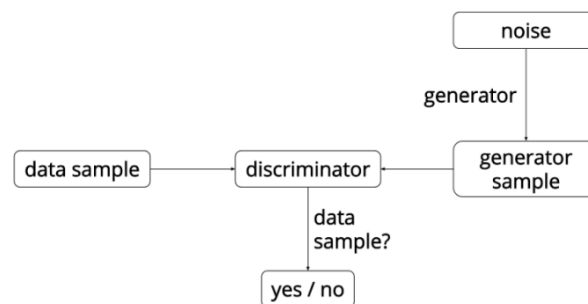 noise
generator
data sample
discriminator
generator
sample
data
sample?
yes / no